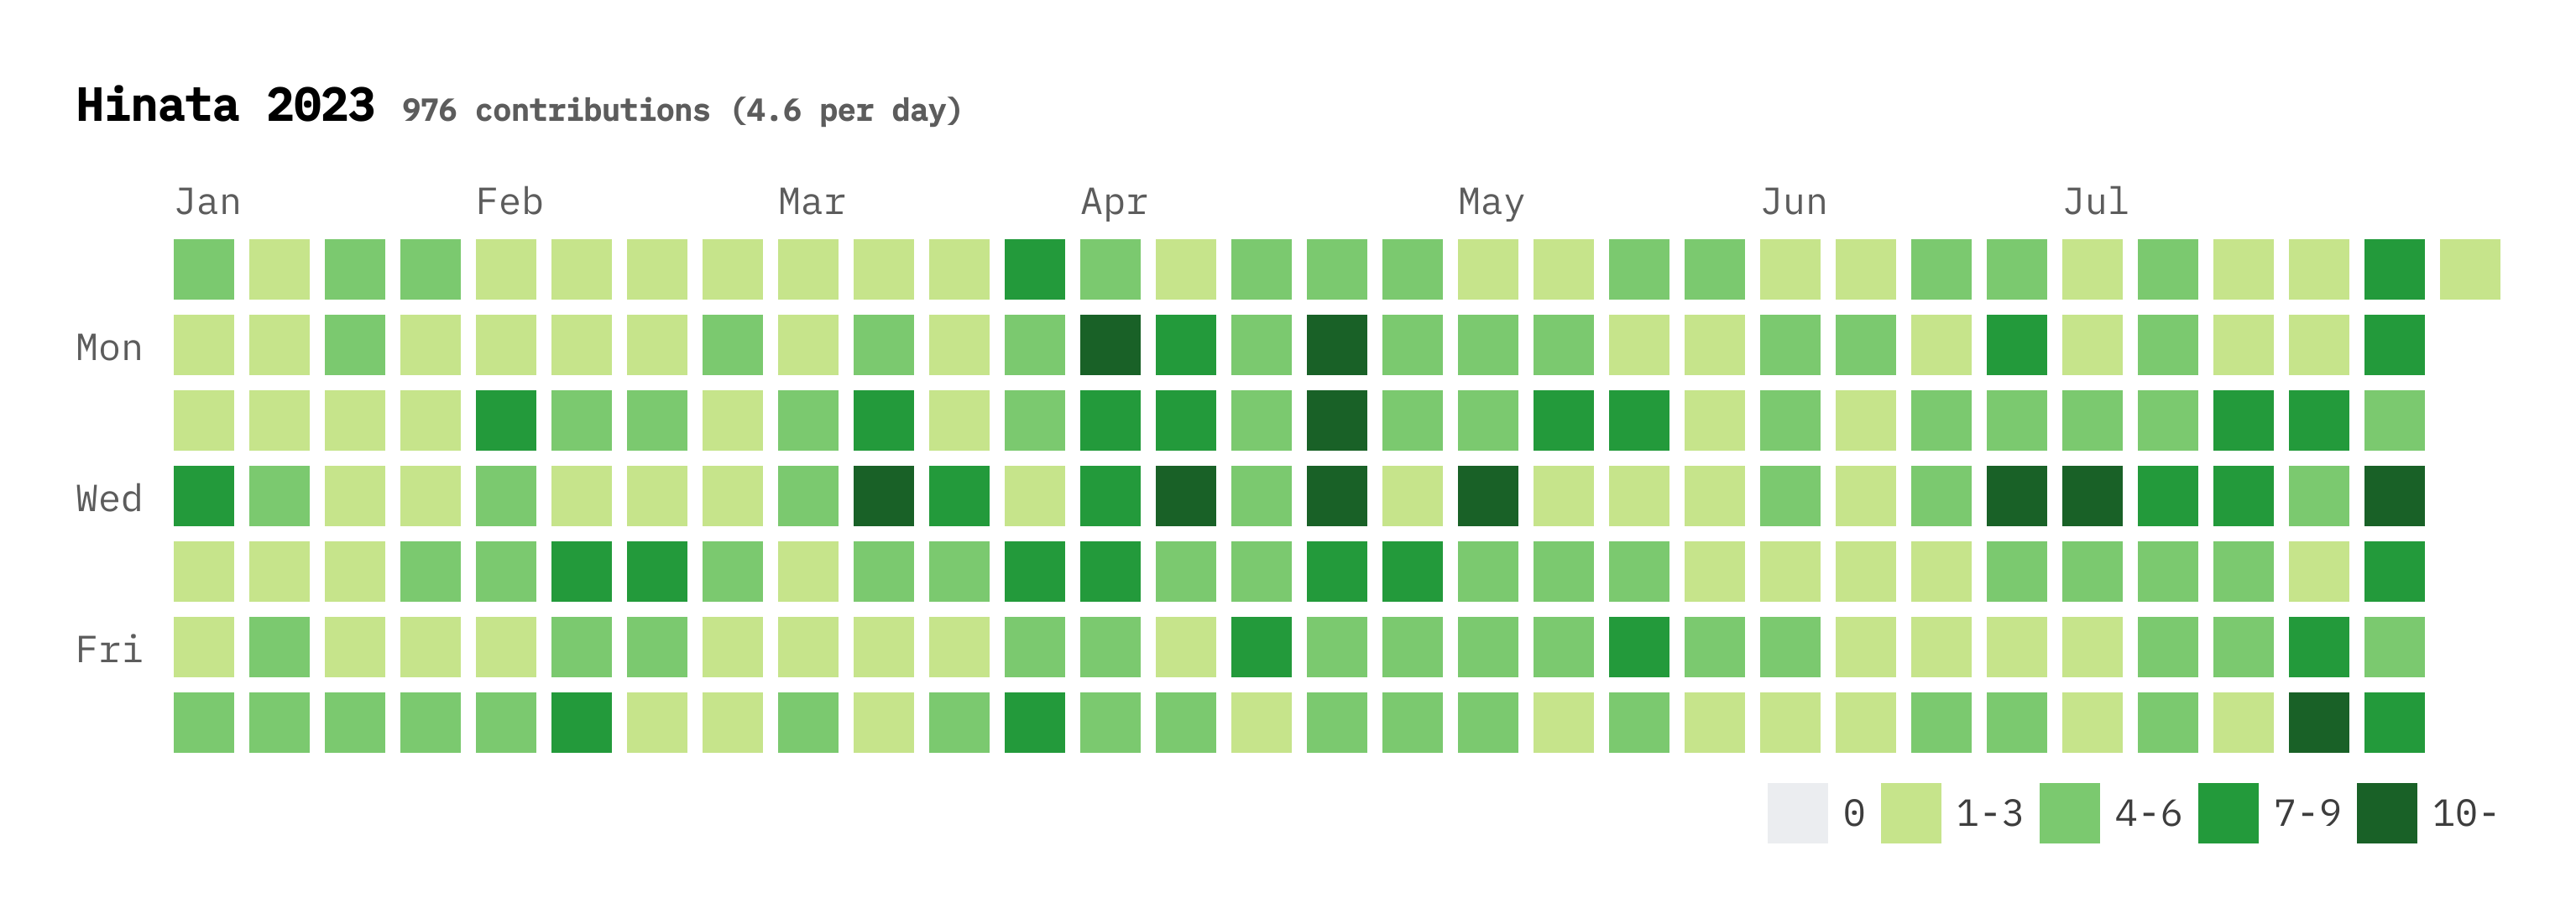 Hinata 2023 976 contributions (4.6 per day)
Jan Feb Mar Apr May Jun Jul
Mon
Wed
Fri
0 1-3 4-6 7-9 10-